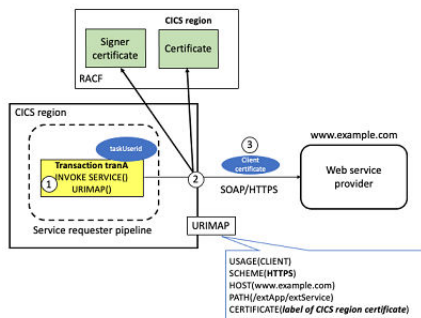 CICS region
Signer
certificate
Certificate
RACF
CICS region
taskUserId
Transaction tranA
INVOKE SERVICE()
URIMAP()
1
Service requester pipeline
2
3
Client
certificate
SOAP/HTTPS
www.example.com
Web service
provider
URIMAP
USAGE(CLIENT)
SCHEME(HTTPS)
HOST(www.example.com)
PATH(/extApp/extService)
CERTIFICATE(label of CICS region certificate)